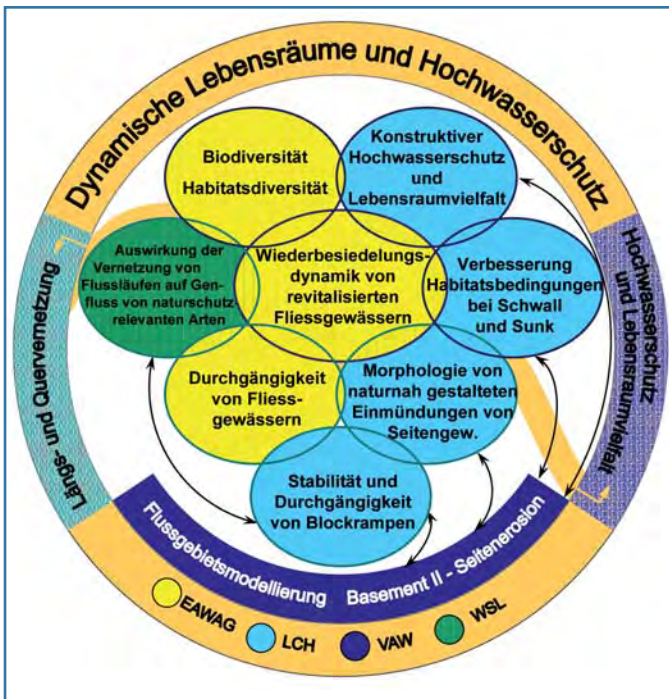 Dynamische Lebensräume und Hochwasserschutz
Längs- und Quervernetzung
Hochwasserschutz
und Lebensraumvielfalt
Biodiversität
Habitatsdiversität
Konstruktiver
Hochwasserschutz
und
Lebensraumvielfalt
Auswirkung der
Vernetzung von
Flussläufen auf Gen-
fluss von naturschutz
relevanten Arten
Wiederbesiedelungs-
dynamik von
revitalisierten
Fliessgewässern
Verbesserung
Habitatsbedingungen
bei Schwall
und Sunk
Durchgängigkeit
von Fliess-
gewässern
Morphologie von
naturnah gestalteten
Einmündungen von
Seitengew.
Stabilität und
Durchgängigkeit
von Blockrampen
Flussgebietsmodellierung
Basement II - Seitenerosion
EAWAG
LCH
VAW
WSL